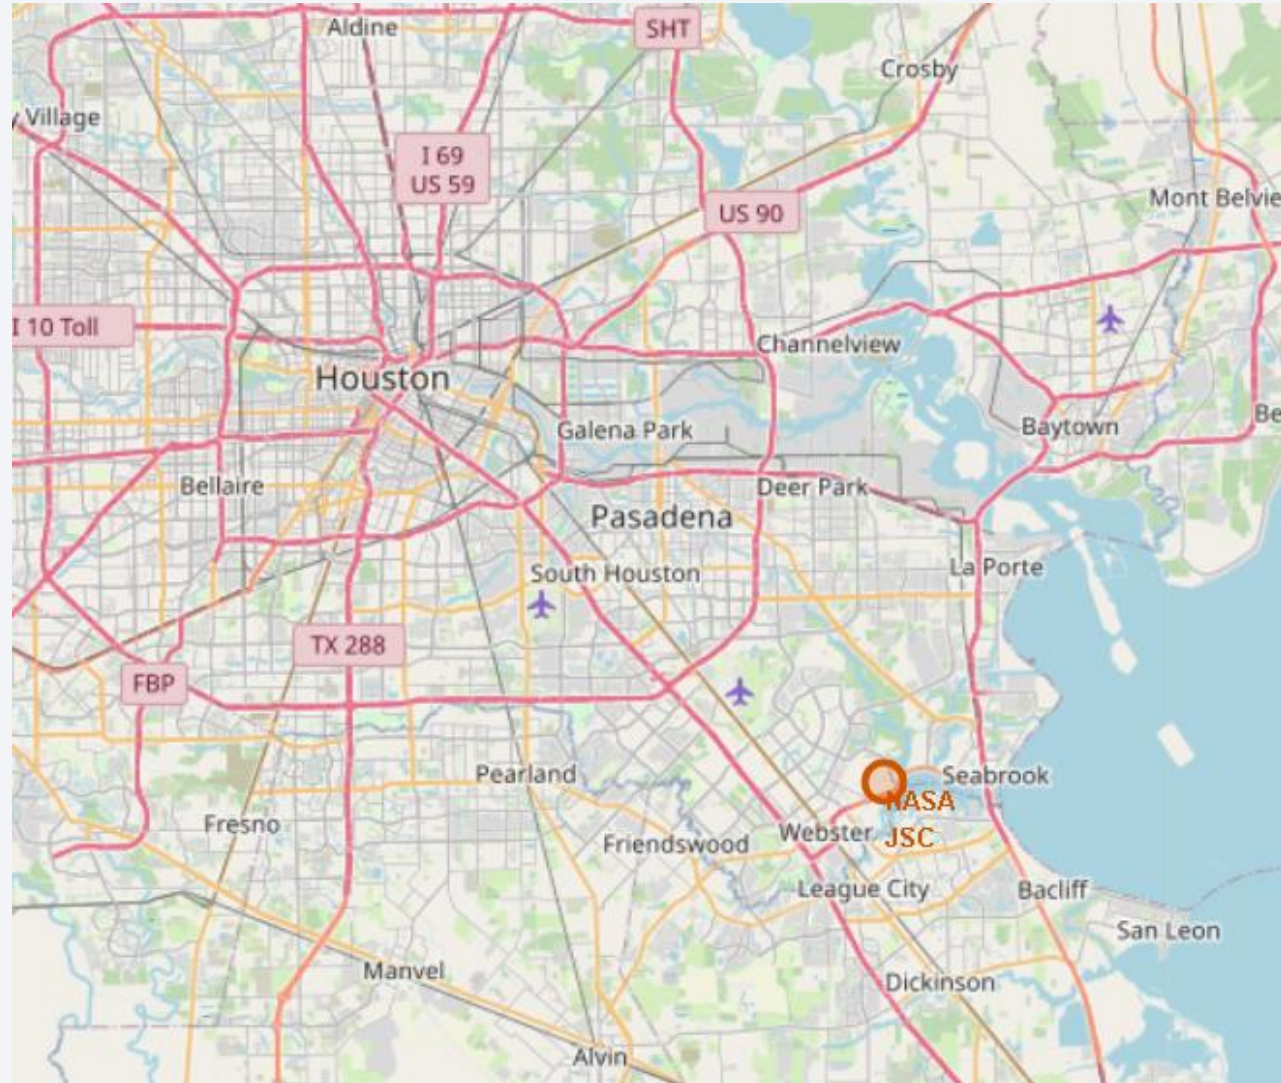 Aldine
SHT
Crosby
y Village
I 69
US 59
Mont Belvie
US 90
I 10 Toll
Channelview
Houston
Be
Baytown
Galena Park
Bellaire
Deer Park
Pasadena
La Porte
South Houston
TX 288
FBP
Pearland
Seabrook
NASA
JSC
Fresno
Webster
Friendswood
League City
Bacliff
San Leon
Manvel
Dickinson
Alvin